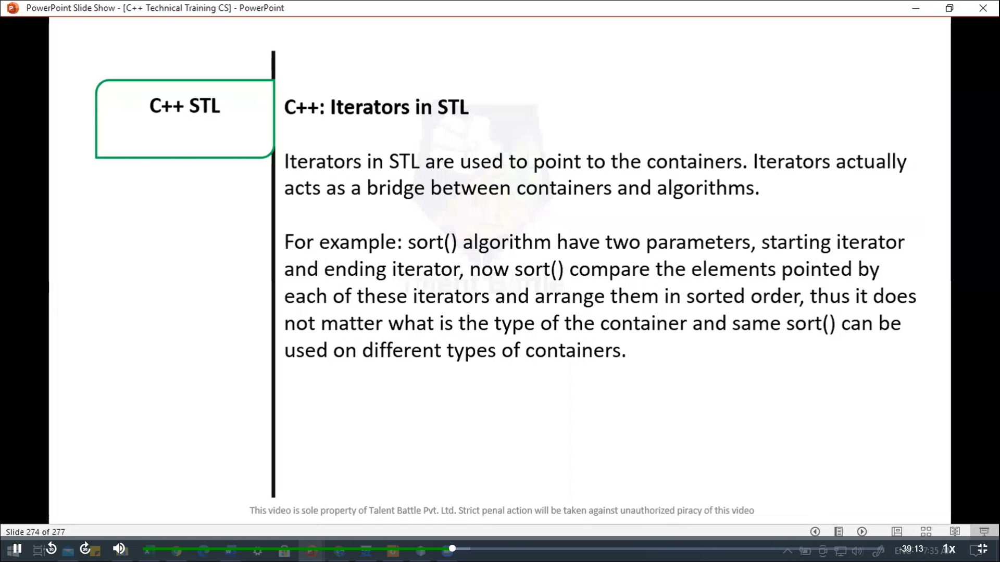 PowerPoint Slide Show - [C++ Technical Training CS] - PowerPoint
C++ STL
C++: Iterators in STL
Iterators in STL are used to point to the containers. Iterators actually
acts as a bridge between containers and algorithms.
For example: sort() algorithm have two parameters, starting iterator
and ending iterator, now sort() compare the elements pointed by
each of these iterators and arrange them in sorted order, thus it does
not matter what is the type of the container and same sort() can be
used on different types of containers.
This video is sole property of Talent Battle Pvt. Ltd. Strict penal action will be taken against unauthorized piracy of this video
Slide 274 of 277
10
30
-39:13
1x